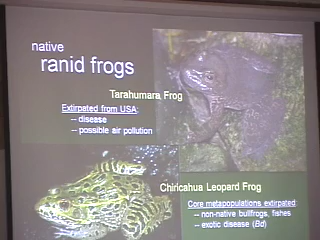 native
ranid frogs
Tarahumara Frog
Extirpated from USA:
-- disease
-- possible air pollution
Chiricahua Leopard Frog
Core metapopulations extirpated:
-- non-native bullfrogs, fishes
-- exotic disease (Bd)